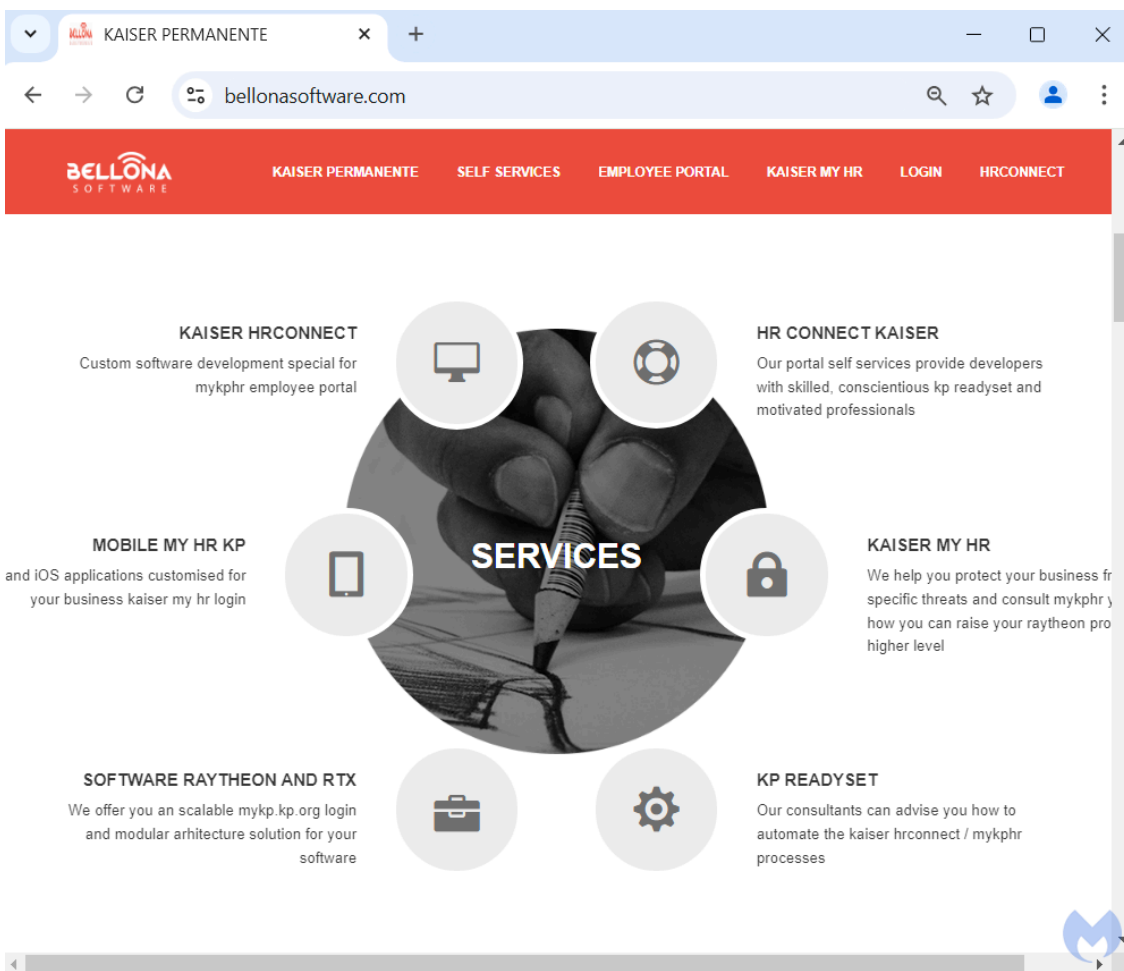 KAISER PERMANENTE
bellonasoftware.com
BELLONA
SOFTWARE
KAISER PERMANENTE
SELF SERVICES
EMPLOYEE PORTAL
KAISER MY HR
LOGIN
HRCONNECT
KAISER HRCONNECT
Custom software development special for
mykphr employee portal
HR CONNECT KAISER
Our portal self services provide developers
with skilled, conscientious kp readyset and
motivated professionals
MOBILE MY HR KP
and iOS applications customised for
your business kaiser my hr login
SERVICES
KAISER MY HR
We help you protect your business fr
specific threats and consult mykphr y
how you can raise your raytheon pro
higher level
SOFTWARE RAYTHEON AND RTX
We offer you an scalable mykp.kp.org login
and modular arhitecture solution for your
software
KP READYSET
Our consultants can advise you how to
automate the kaiser hrconnect / mykphr
processes